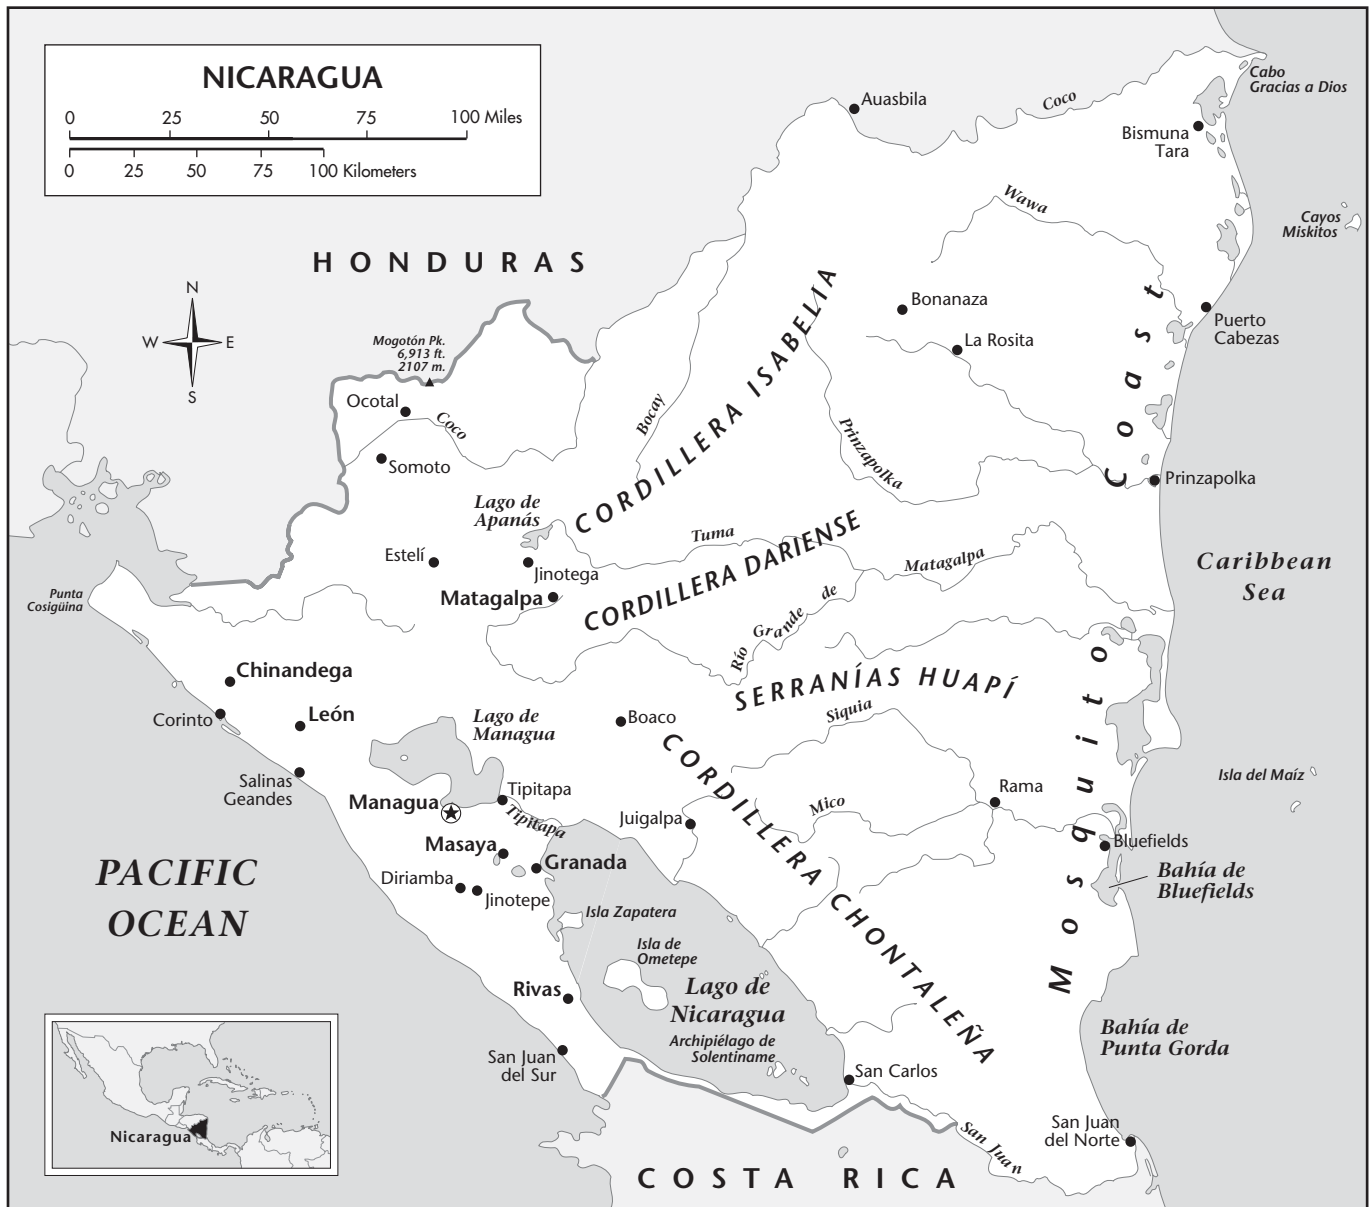 NICARAGUA
0 25 50 75 100 Miles
0 25 50 75 100 Kilometers
HONDURAS
N
W E
S
Auasbila
Coco
Cabo
Gracias a Dios
Bismuna
Tara
Wawa
Cayos
Miskitos
Bonanaza
La Rosita
Puerto
Cabezas
Mogotón Pk.
6,913 ft.
2107 m.
Ocotal
Coco
Somoto
Bocay
CORDILLERA ISABELIA
Prinzapolka
Prinzapolka
Lago de
Apanás
Estelí
Jinotega
Matagalpa
Tuma
CORDILLERA DARIENSE
Río Grande de Matagalpa
Caribbean
Sea
Mosquito Coast
Punta
Cosigüina
Chinandega
Corinto
León
Salinas
Geandes
Lago de
Managua
Boaco
SERRANÍAS HUAPÍ
Siquia
Managua
Tipitapa
Tipitapa
Juigalpa
Mico
Rama
Isla del Maíz
Bluefields
Bahía de
Bluefields
Masaya
Granada
Diriamba
Jinotepe
PACIFIC
OCEAN
CORDILLERA CHONTALEÑA
Isla Zapatera
Isla de
Ometepe
Lago de
Nicaragua
Rivas
Archipiélago de
Solentiname
San Juan
del Sur
San Carlos
Bahía de
Punta Gorda
San Juan
del Norte
San Juan
COSTA RICA
Nicaragua